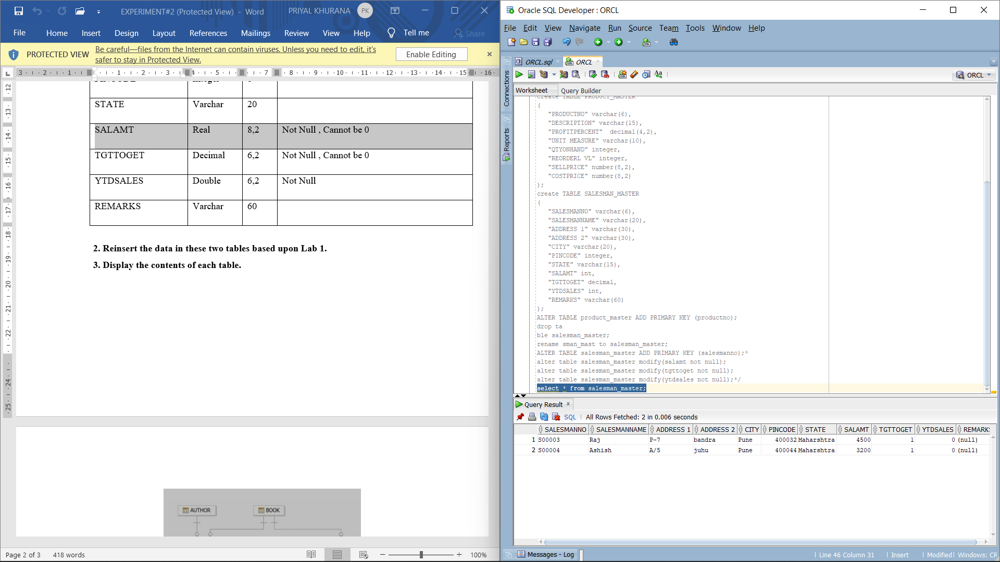 EXPERIMENT#2 (Protected View) - Word
PRIYAL KHURANA
PK
File
Home
Insert
Design
Layout
References
Mailings
Review
View
Help
Tell me
Share
PROTECTED VIEW
Be careful—files from the Internet can contain viruses. Unless you need to edit, it's
safer to stay in Protected View.
Enable Editing
STATE Varchar 20
SALAMT Real 8,2 Not Null , Cannot be 0
TGTTOGET Decimal 6,2 Not Null , Cannot be 0
YTDSALES Double 6,2 Not Null
REMARKS Varchar 60
2. Reinsert the data in these two tables based upon Lab 1.
3. Display the contents of each table.
AUTHOR
BOOK
Page 2 of 3
418 words
100%
Oracle SQL Developer : ORCL
File
Edit
View
Navigate
Run
Source
Team
Tools
Window
Help
Connections
Reports
ORCL.sql
ORCL
ORCL
Worksheet
Query Builder
create TABLE PRODUCT_MASTER
(
"PRODUCTNO" varchar(6),
"DESCRIPTION" varchar(15),
"PROFITPERCENT" decimal(4,2),
"UNIT MEASURE" varchar(10),
"QTYONHAND" integer,
"REORDERL VL" integer,
"SELLPRICE" number(8,2),
"COSTPRICE" number(8,2)
);
create TABLE SALESMAN_MASTER
(
"SALESMANNO" varchar(6),
"SALESMANNAME" varchar(20),
"ADDRESS 1" varchar(30),
"ADDRESS 2" varchar(30),
"CITY" varchar(20),
"PINCODE" integer,
"STATE" varchar(15),
"SALAMT" int,
"TGTTOGET" decimal,
"YTDSALES" int,
"REMARKS" varchar(60)
);
ALTER TABLE product_master ADD PRIMARY KEY (productno);
drop ta
ble salesman_master;
rename sman_mast to salesman_master;
ALTER TABLE salesman_master ADD PRIMARY KEY (salesmanno);*
alter table salesman_master modify(salamt not null);
alter table salesman_master modify(tgttoget not null);
alter table salesman_master modify(ytdsales not null);*/
select * from salesman_master;
Query Result
SQL
All Rows Fetched: 2 in 0.006 seconds
SALESMANNO SALESMANNAME ADDRESS 1 ADDRESS 2 CITY PINCODE STATE SALAMT TGTTOGET YTDSALES REMARKS
1 S00003 Raj P-7 bandra Pune 400032 Maharshtra 4500 1 0 (null)
2 S00004 Ashish A/5 juhu Pune 400044 Maharshtra 3200 1 0 (null)
Messages - Log
Line 46 Column 31
Insert
Modified
Windows: CR